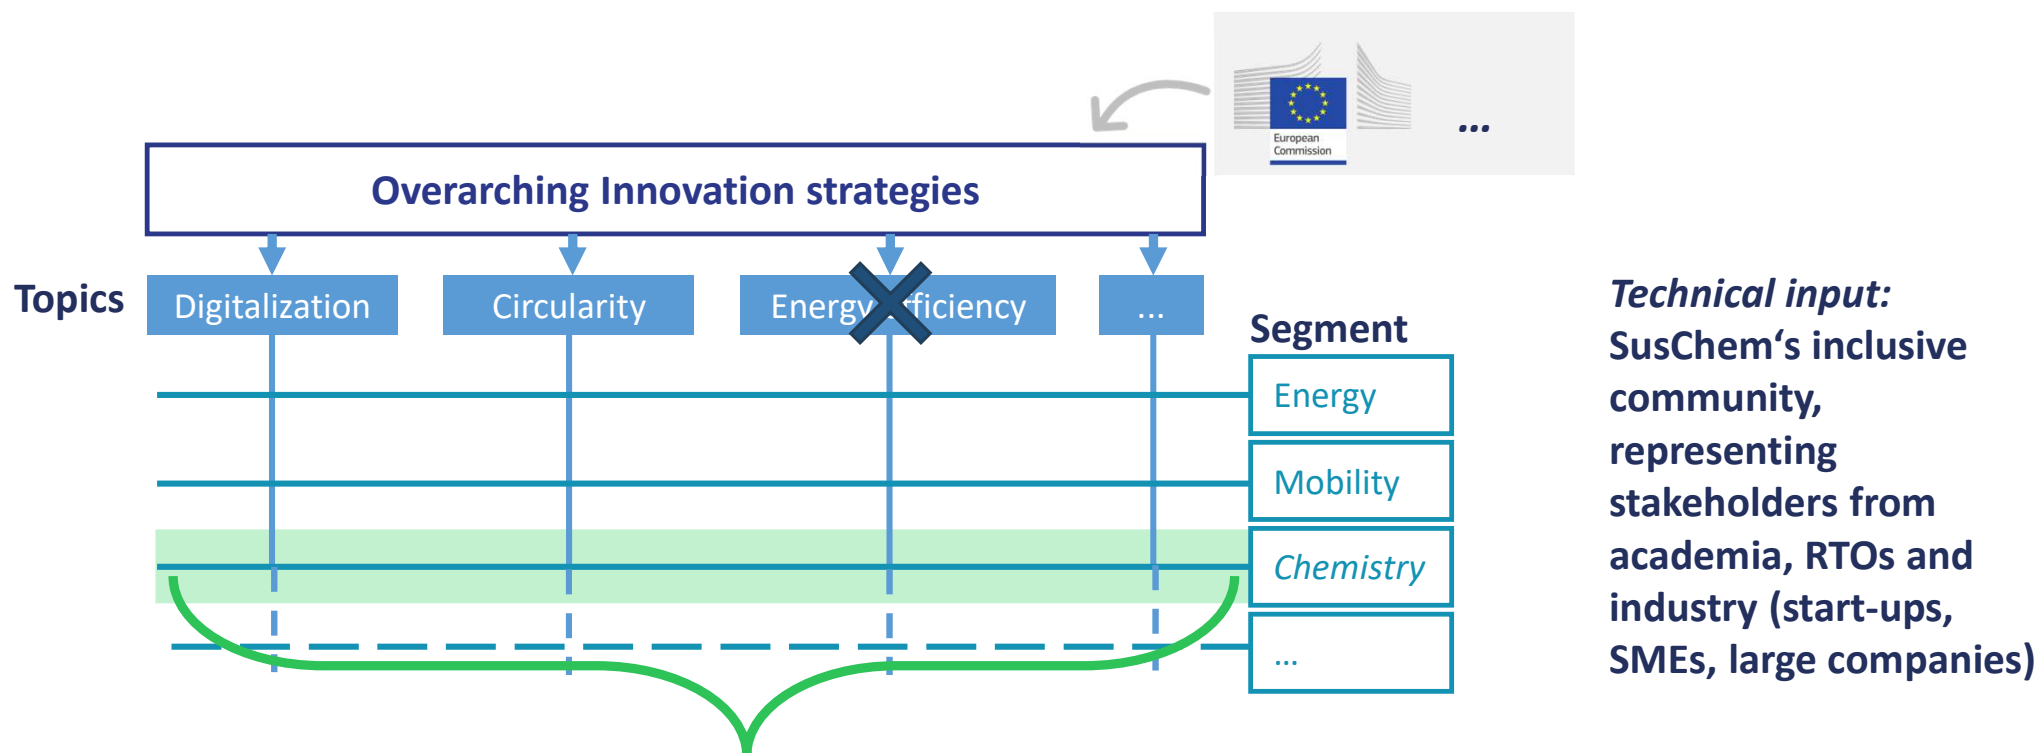 European
Commission
...
Overarching Innovation strategies
Topics
Digitalization
Circularity
Energy efficiency
...
Segment
Energy
Mobility
Chemistry
...
Technical input:
SusChem‘s inclusive
community,
representing
stakeholders from
academia, RTOs and
industry (start-ups,
SMEs, large companies)